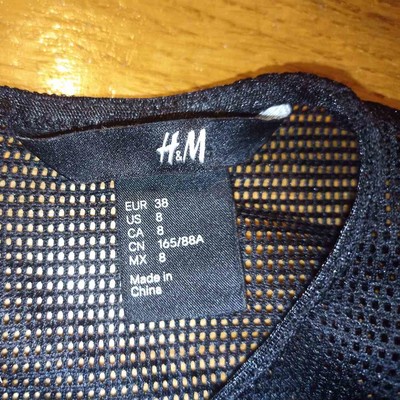 H&M
EUR 38
US 8
CA 8
CN 165/88A
MX 8
Made in
China